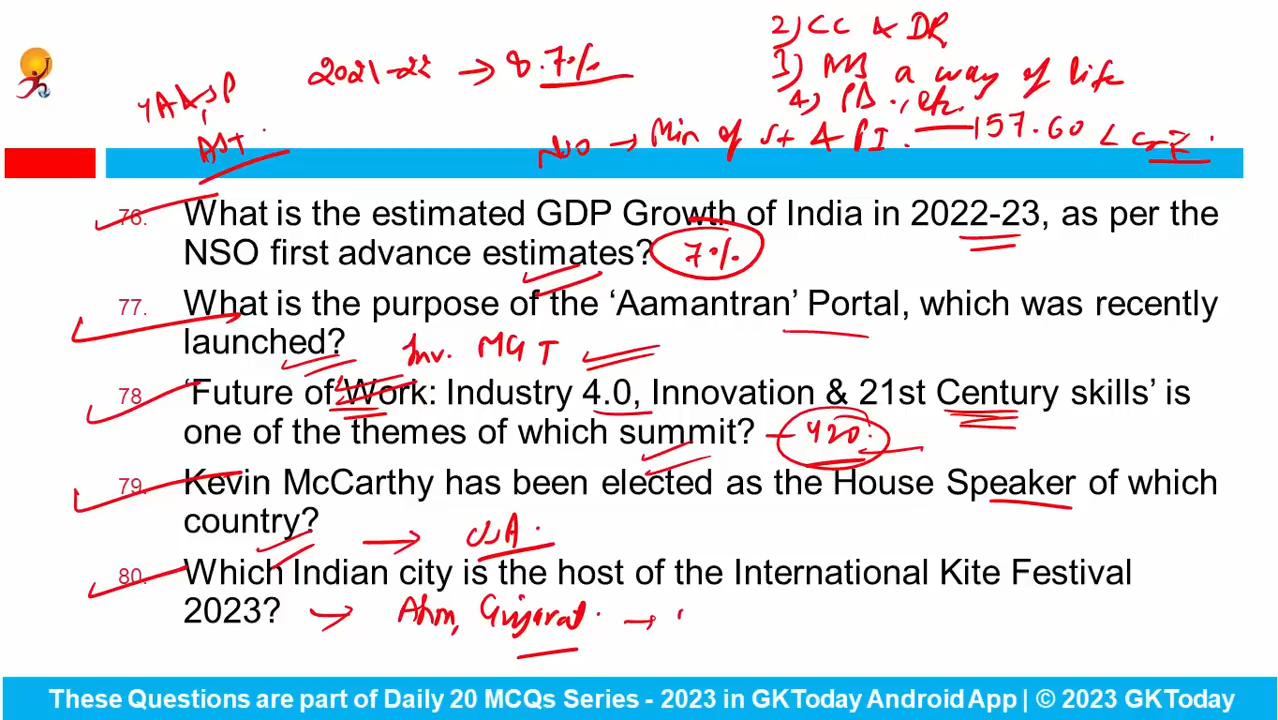 2) CC & DR
2021-22 → 8.7%
3) MS a way of life
4) PB., etc.
NSO → Min of St & PI. 157.60 L Cr ₹.
76. What is the estimated GDP Growth of India in 2022-23, as per the
NSO first advance estimates? 7%
77. What is the purpose of the ‘Aamantran’ Portal, which was recently
launched? Inv. MGT
78 ‘Future of Work: Industry 4.0, Innovation & 21st Century skills’ is
one of the themes of which summit? - Y20.
79. Kevin McCarthy has been elected as the House Speaker of which
country? → USA.
80. Which Indian city is the host of the International Kite Festival
2023? → Ahm, Gujarat. →
These Questions are part of Daily 20 MCQs Series - 2023 in GKToday Android App | © 2023 GKToday